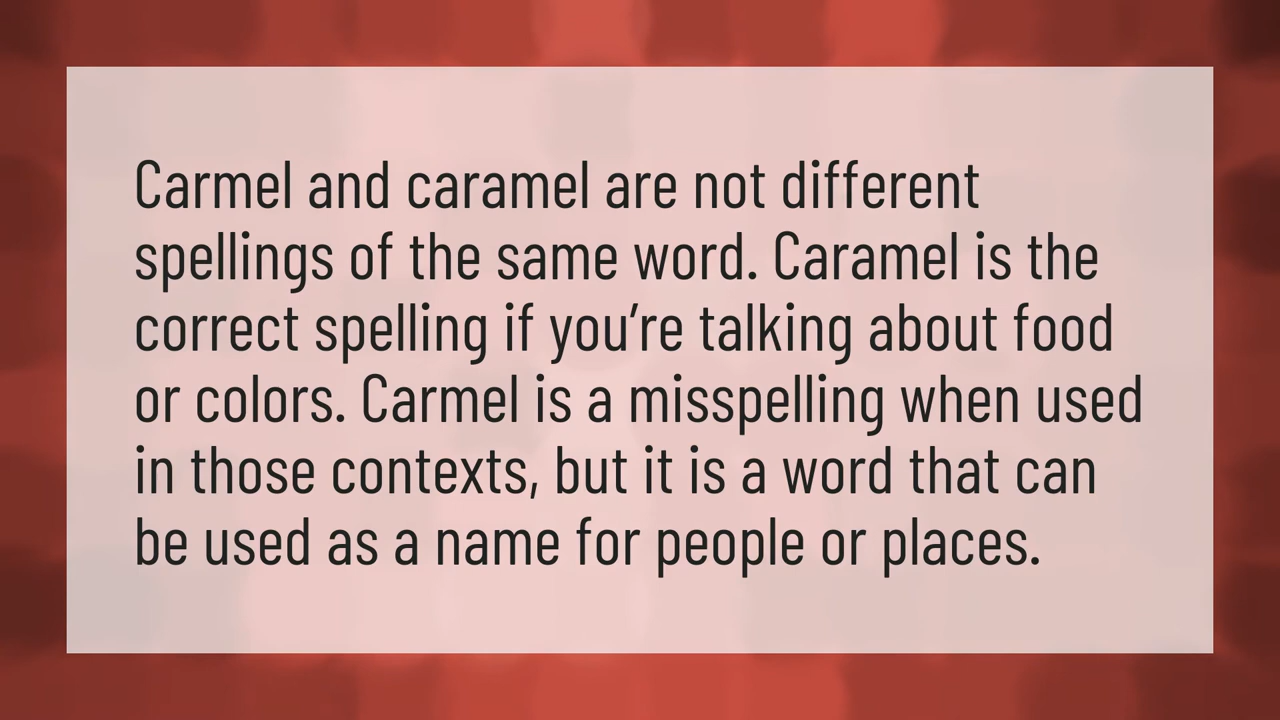 Carmel and caramel are not different
spellings of the same word. Caramel is the
correct spelling if you’re talking about food
or colors. Carmel is a misspelling when used
in those contexts, but it is a word that can
be used as a name for people or places.